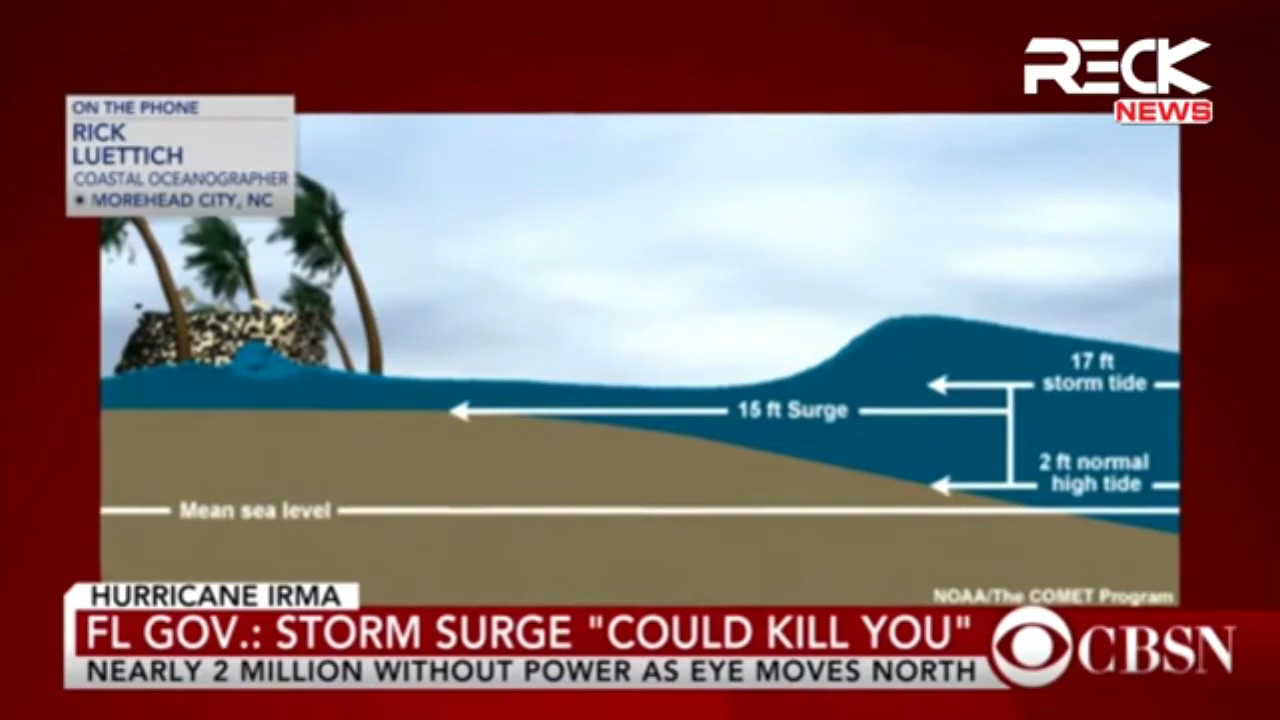 RECK
NEWS
ON THE PHONE
RICK
LUETTICH
COASTAL OCEANOGRAPHER
MOREHEAD CITY, NC
17 ft
storm tide
15 ft Surge
2 ft normal
high tide
Mean sea level
NOAA/The COMET Program
HURRICANE IRMA
FL GOV.: STORM SURGE "COULD KILL YOU"
NEARLY 2 MILLION WITHOUT POWER AS EYE MOVES NORTH
CBSN